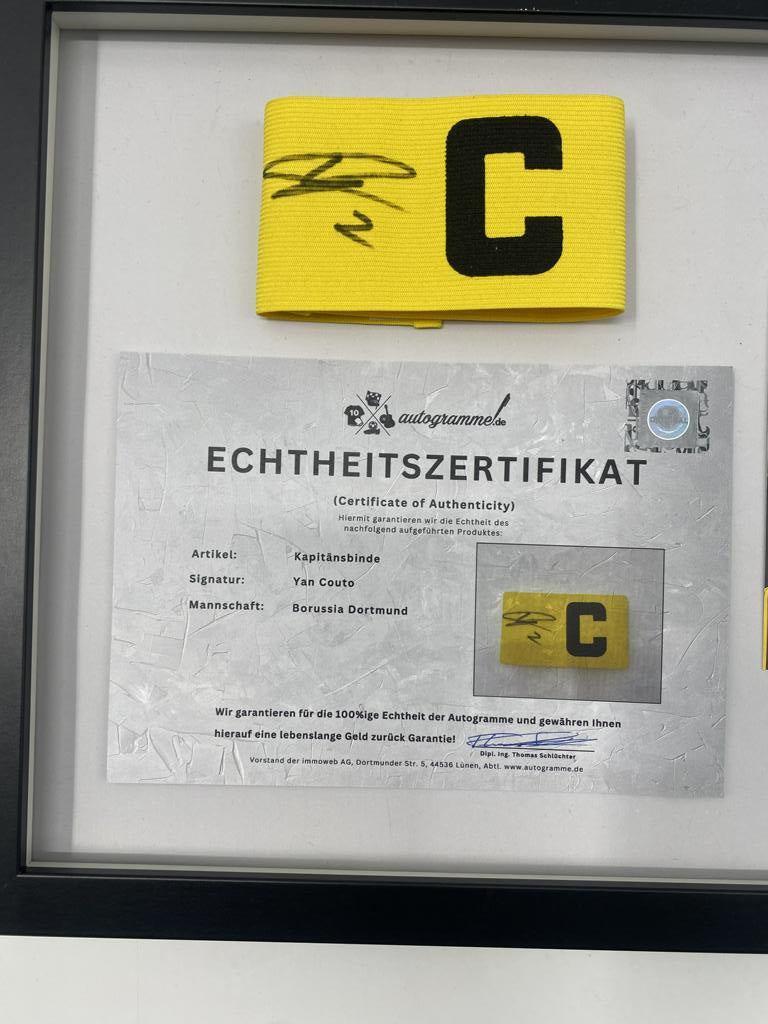 C
10
autogramme!.de
ECHTHEITSZERTIFIKAT
(Certificate of Authenticity)
Hiermit garantieren wir die Echtheit des
nachfolgend aufgeführten Produktes:
Artikel: Kapitänsbinde
Signatur: Yan Couto
Mannschaft: Borussia Dortmund
C
Wir garantieren für die 100%ige Echtheit der Autogramme und gewähren Ihnen
hierauf eine lebenslange Geld zurück Garantie!
Dipl. Ing. Thomas Schlüchter,
Vorstand der immoweb AG, Dortmunder Str. 5, 44536 Lünen, Abtl. www.autogramme.de